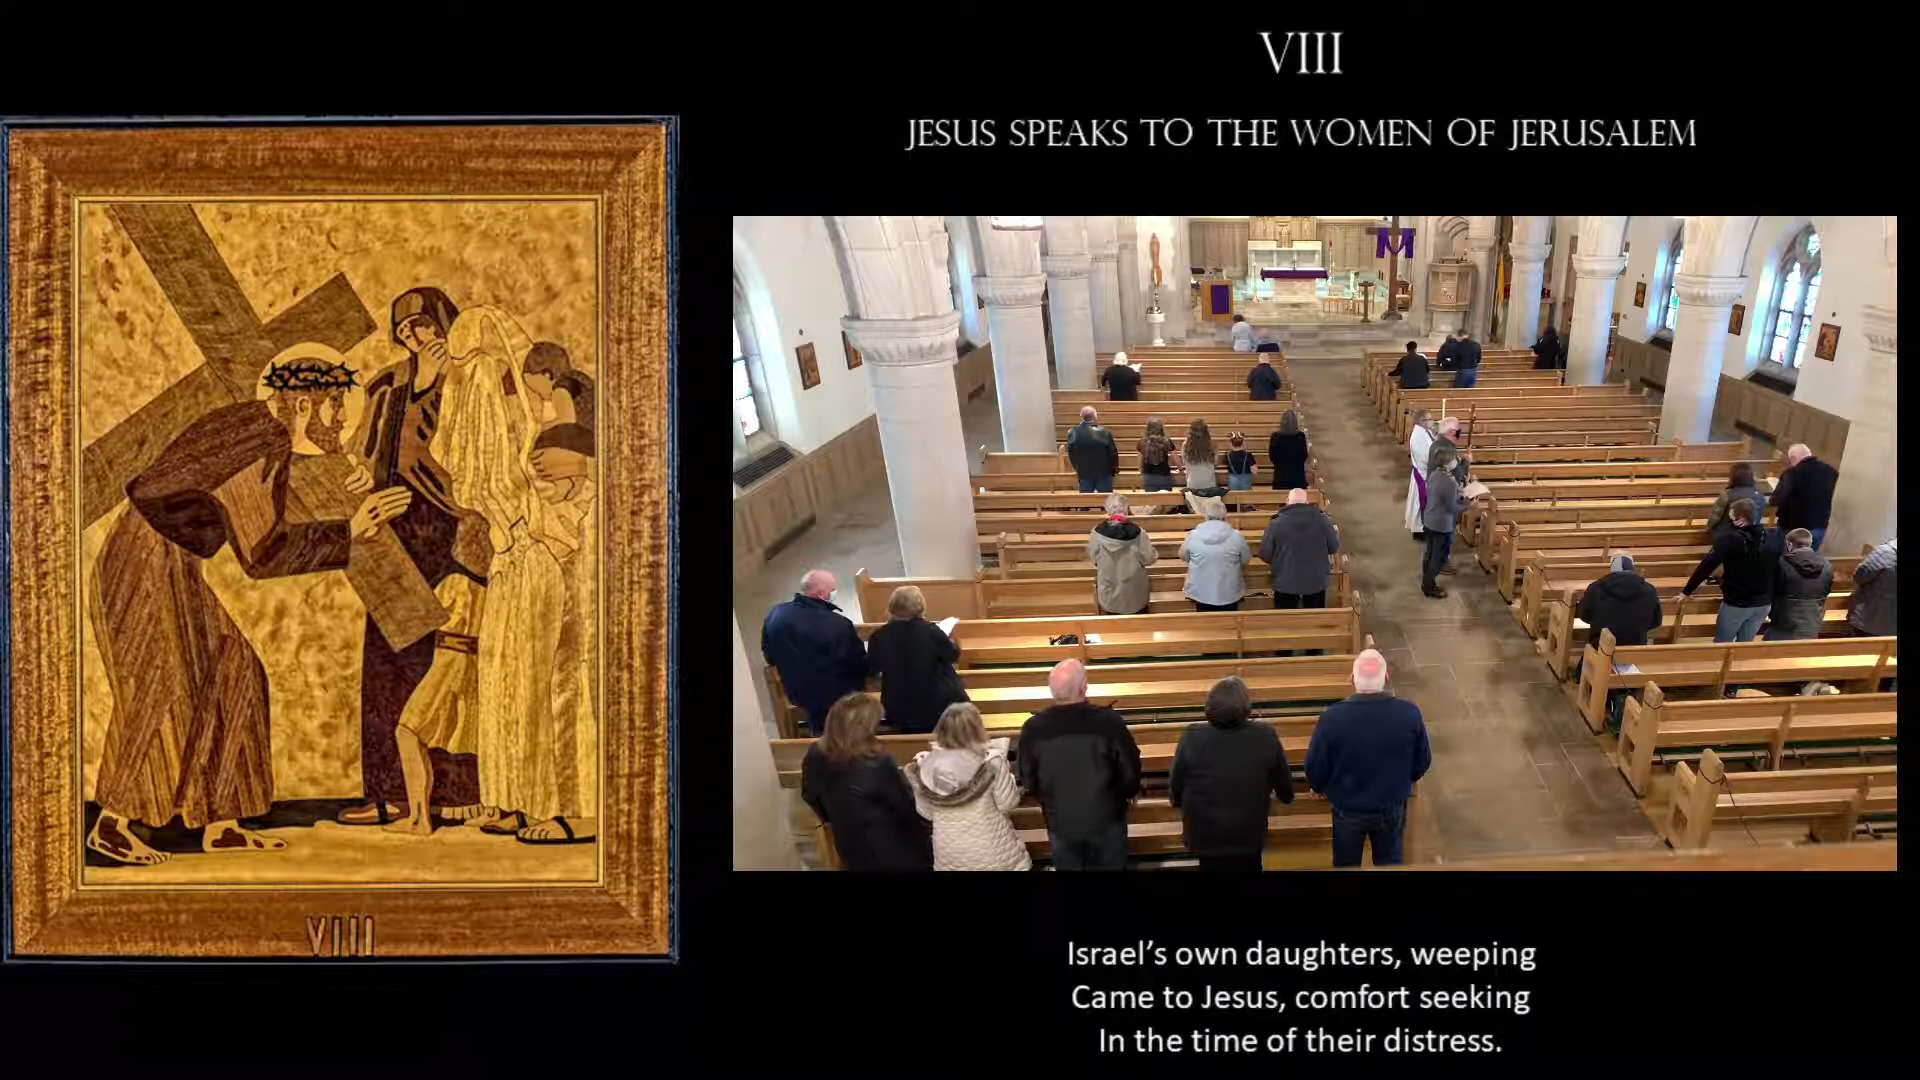 VIII
JESUS SPEAKS TO THE WOMEN OF JERUSALEM
VIII
Israel’s own daughters, weeping
Came to Jesus, comfort seeking
In the time of their distress.